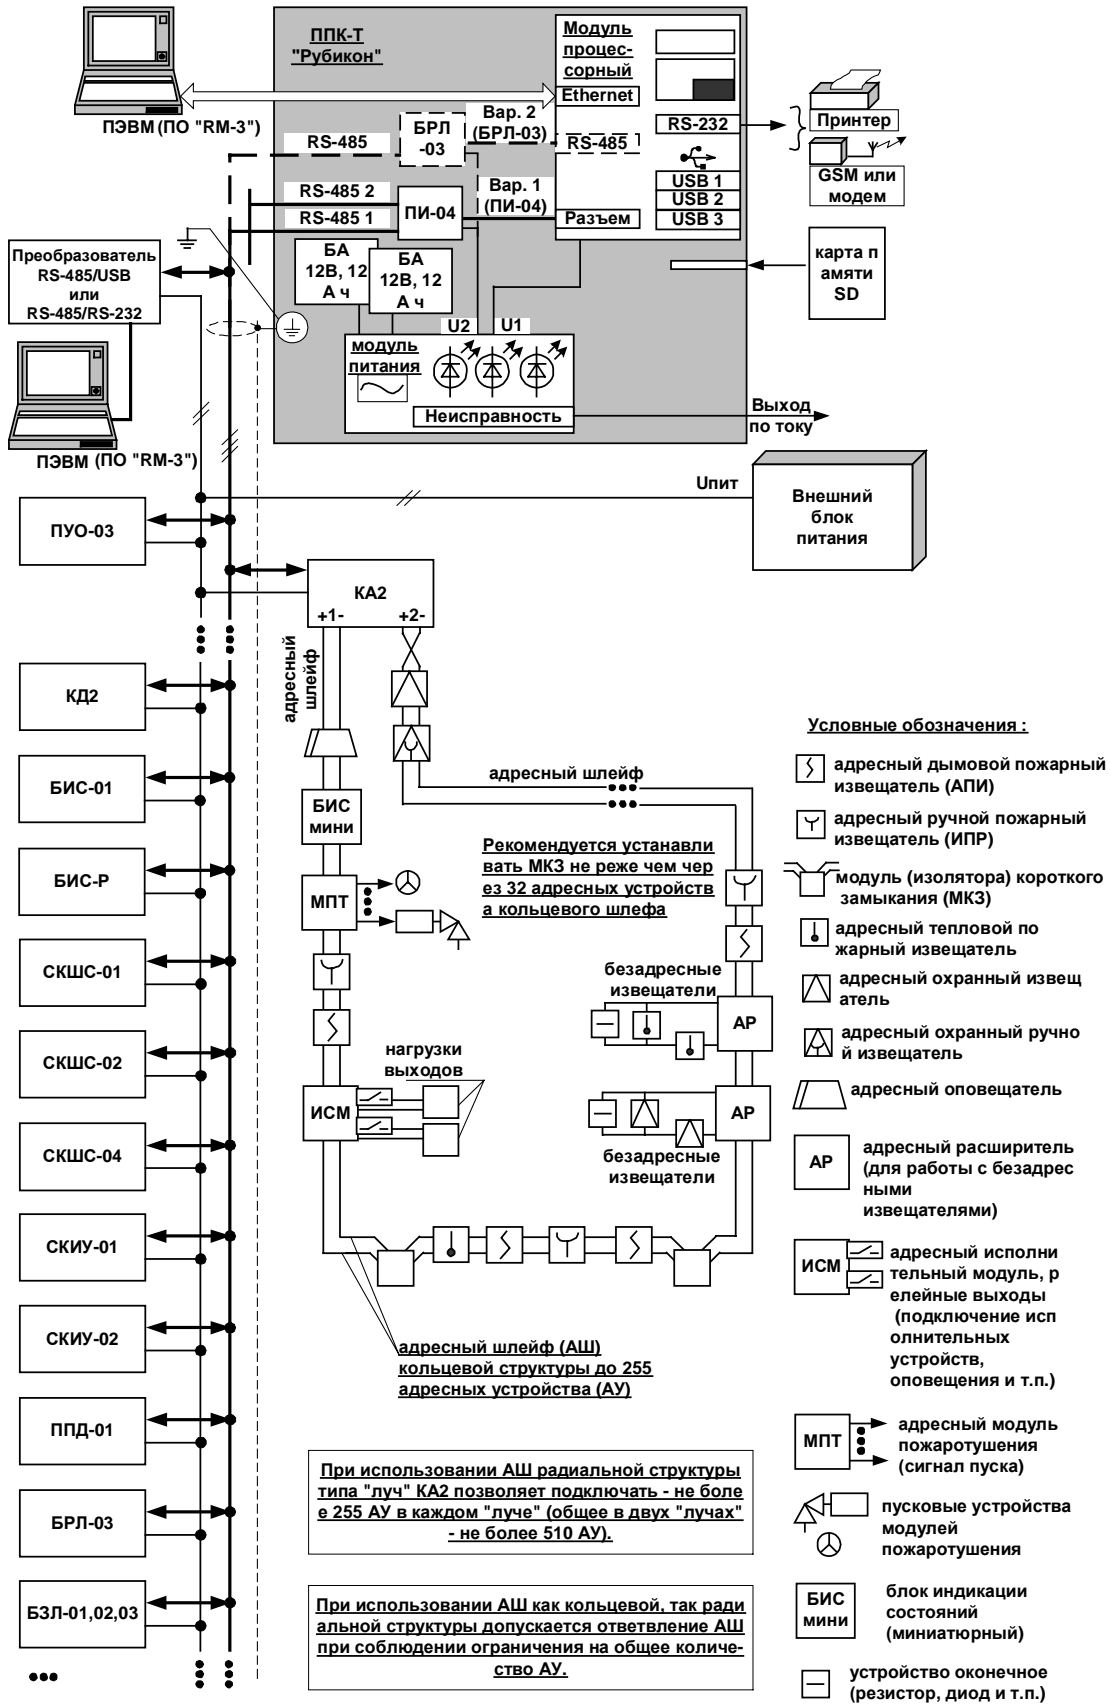 ППК-Т
"Рубикон"
Модуль
процес-
сорный
Ethernet
ПЭВМ (ПО "RM-3")
RS-485
БРЛ
-03
Вар. 2
(БРЛ-03)
RS-485
RS-232
Принтер
GSM или
модем
USB 1
USB 2
USB 3
RS-485 2
RS-485 1
ПИ-04
Вар. 1
(ПИ-04)
Разъем
Преобразователь
RS-485/USB
или
RS-485/RS-232
БА
12В, 12
А ч
БА
12В, 12
А ч
карта п
амяти
SD
U2
U1
модуль
питания
Неисправность
Выход
по току
ПЭВМ (ПО "RM-3")
Uпит
Внешний
блок
питания
ПУО-03
КА2
+1-
+2-
адресный
шлейф
КД2
БИС-01
БИС-Р
СКШС-01
СКШС-02
СКШС-04
СКИУ-01
СКИУ-02
ППД-01
БРЛ-03
БЗЛ-01,02,03
адресный шлейф
БИС
мини
Рекомендуется устанавли
вать МКЗ не реже чем чер
ез 32 адресных устройств
а кольцевого шлефа
МПТ
безадресные
извещатели
АР
нагрузки
выходов
ИСМ
АР
безадресные
извещатели
адресный шлейф (АШ)
кольцевой структуры до 255
адресных устройства (АУ)
При использовании АШ радиальной структуры
типа "луч" КА2 позволяет подключать - не боле
е 255 АУ в каждом "луче" (общее в двух "лучах"
- не более 510 АУ).
При использовании АШ как кольцевой, так ради
альной структуры допускается ответвление АШ
при соблюдении ограничения на общее количе-
ство АУ.
Условные обозначения :
адресный дымовой пожарный
извещатель (АПИ)
адресный ручной пожарный
извещатель (ИПР)
модуль (изолятора) короткого
замыкания (МКЗ)
адресный тепловой по
жарный извещатель
адресный охранный извещ
атель
адресный охранный ручно
й извещатель
адресный оповещатель
АР
адресный расширитель
(для работы с безадрес
ными
извещателями)
ИСМ
адресный исполни
тельный модуль, р
елейные выходы
(подключение исп
олнительных
устройств,
оповещения и т.п.)
МПТ
адресный модуль
пожаротушения
(сигнал пуска)
пусковые устройства
модулей
пожаротушения
БИС
мини
блок индикации
состояний
(миниатюрный)
устройство оконечное
(резистор, диод и т.п.)